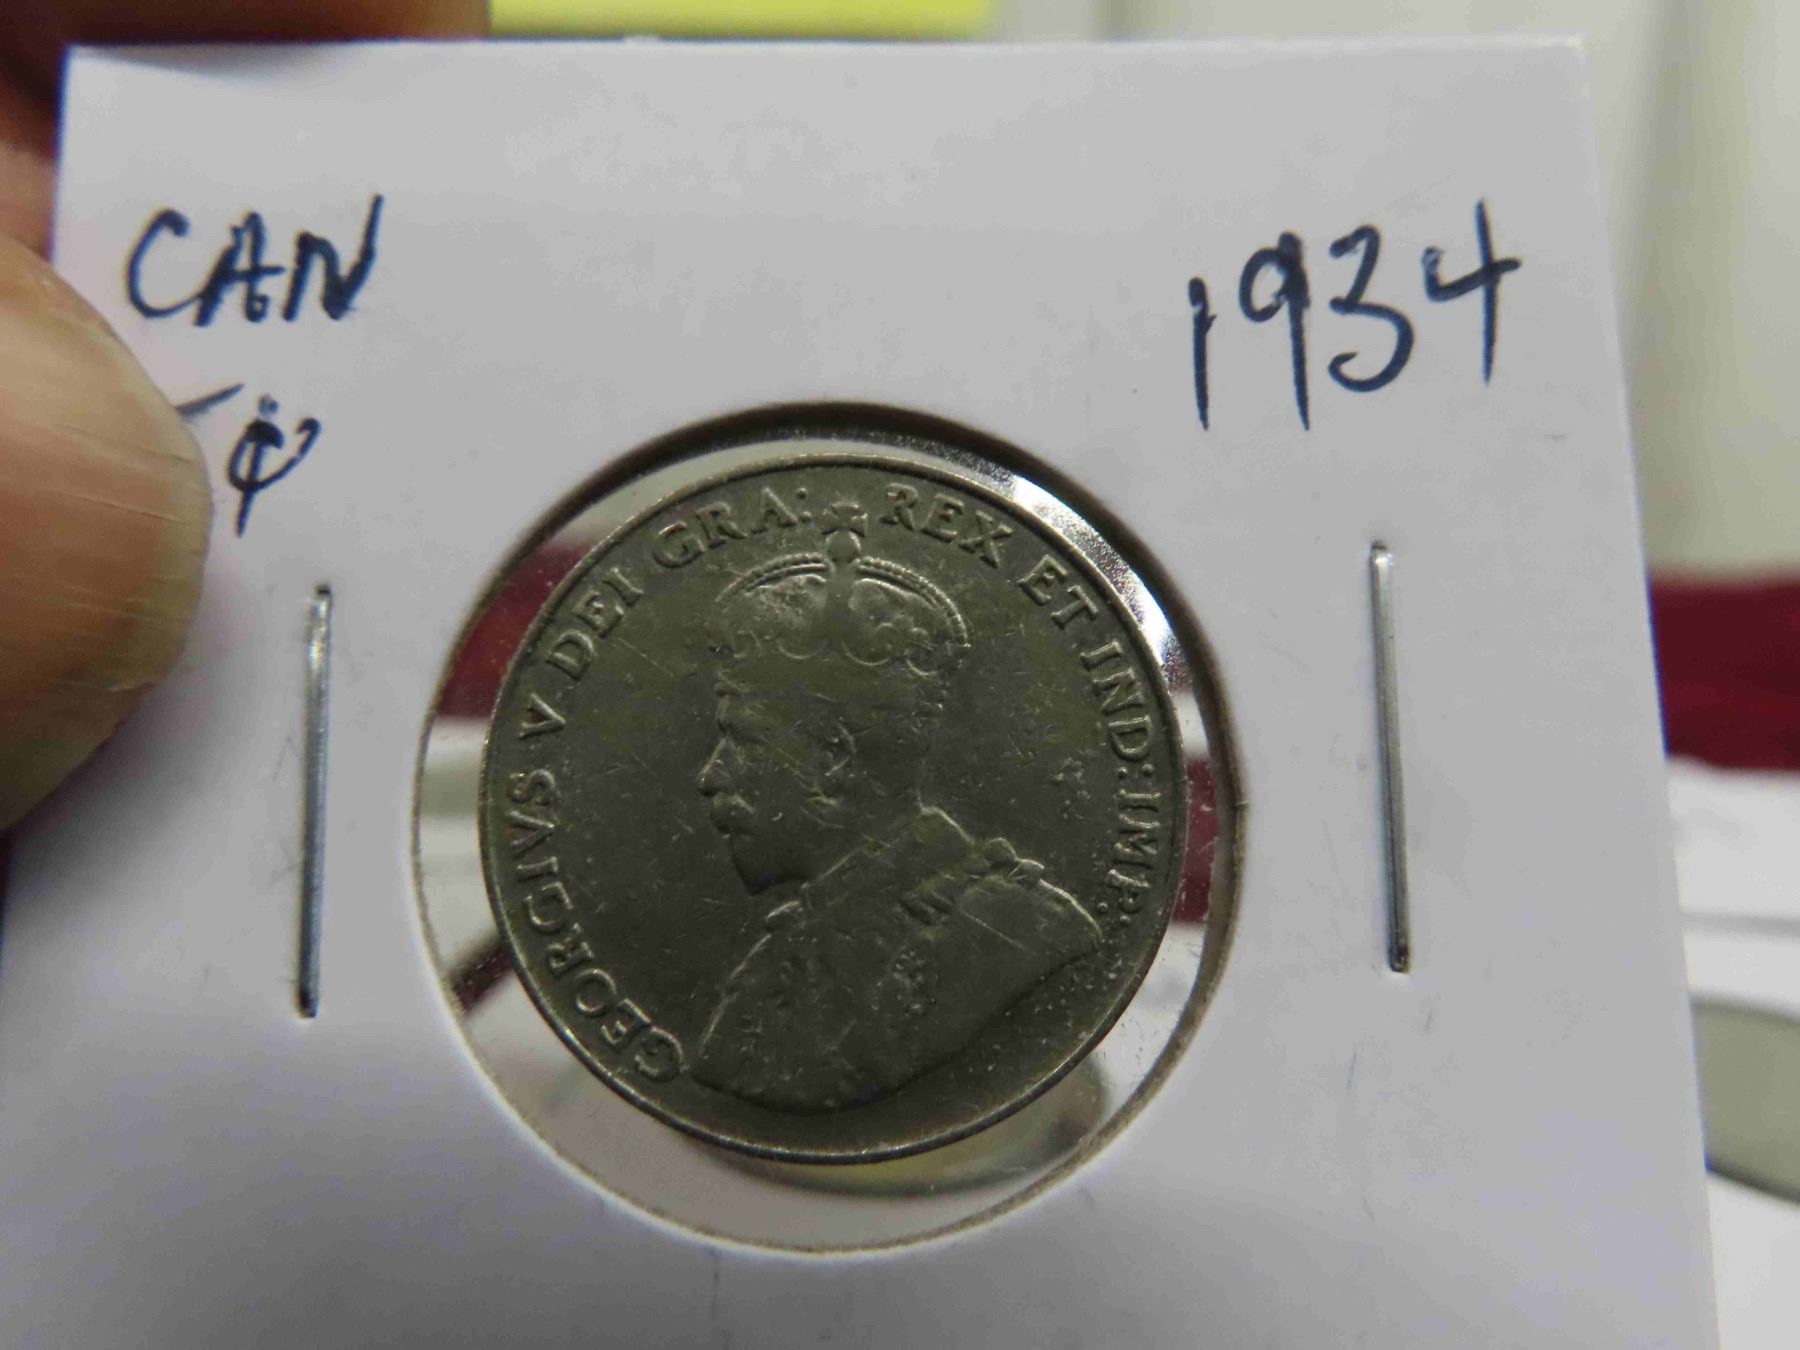 CAN
1934
¢
GEORGIVS V DEI GRA: REX ET IND: IMP: